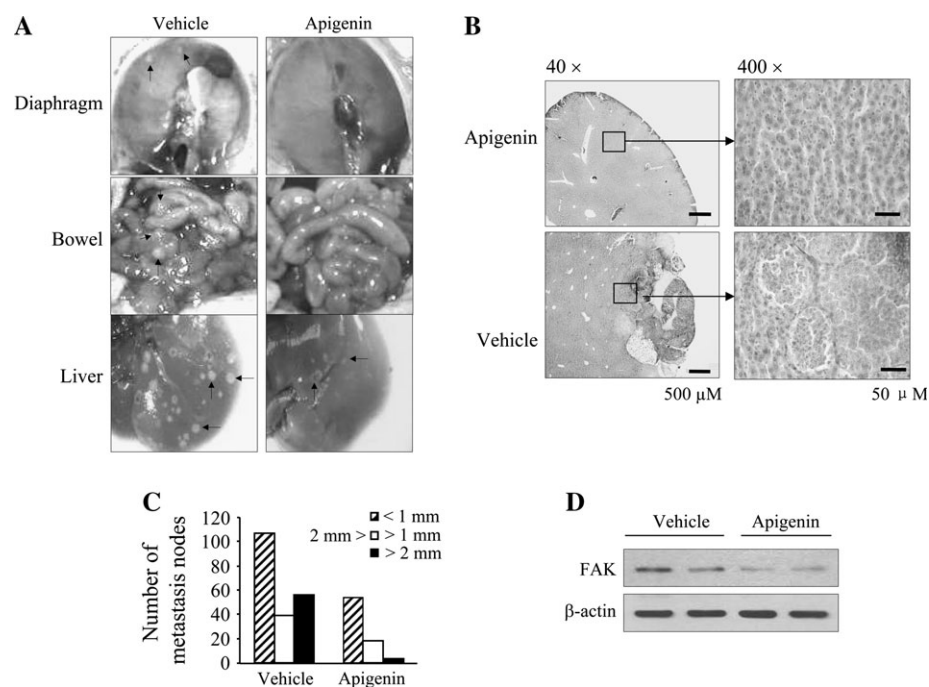 A
Vehicle Apigenin
Diaphragm
Bowel
Liver
B
40 × 400 ×
Apigenin
Vehicle
500 µM 50 μ M
C
Number of
metastasis nodes
120
100
80
60
40
20
0
< 1 mm
2 mm > > 1 mm
> 2 mm
Vehicle Apigenin
D
Vehicle Apigenin
FAK
β-actin